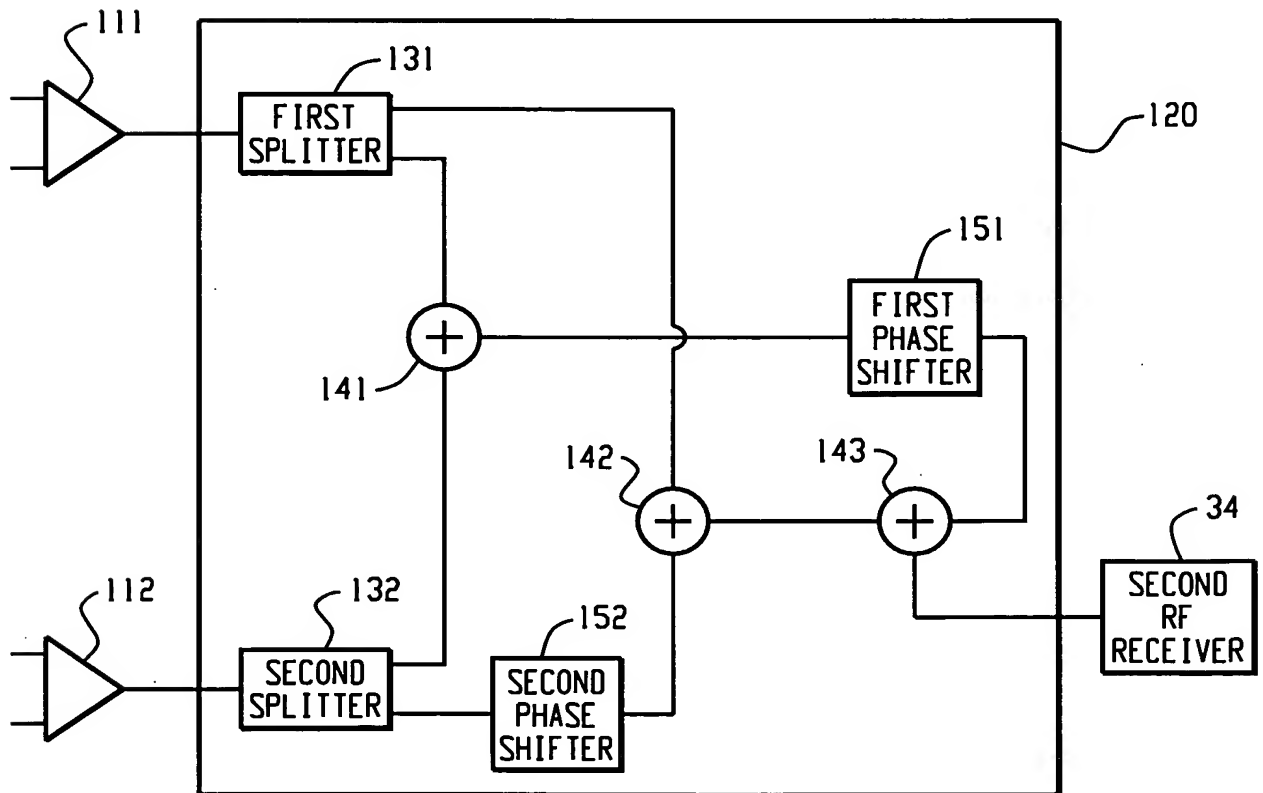 111
131
FIRST
SPLITTER
120
151
FIRST
PHASE
SHIFTER
+
141
142
143
+
+
34
SECOND
RF
RECEIVER
112
132
152
SECOND
SPLITTER
SECOND
PHASE
SHIFTER